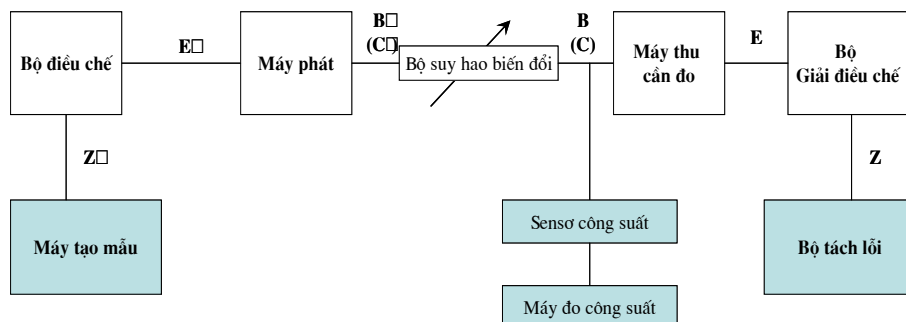 B□
B
(C□)
(C)
E□
E
Bộ điều chế
Máy phát
Bộ suy hao biến đổi
Máy thu
cần đo
Bộ
Giải điều chế
Z□
Z
Máy tạo mẫu
Sensơ công suất
Bộ tách lỗi
Máy đo công suất